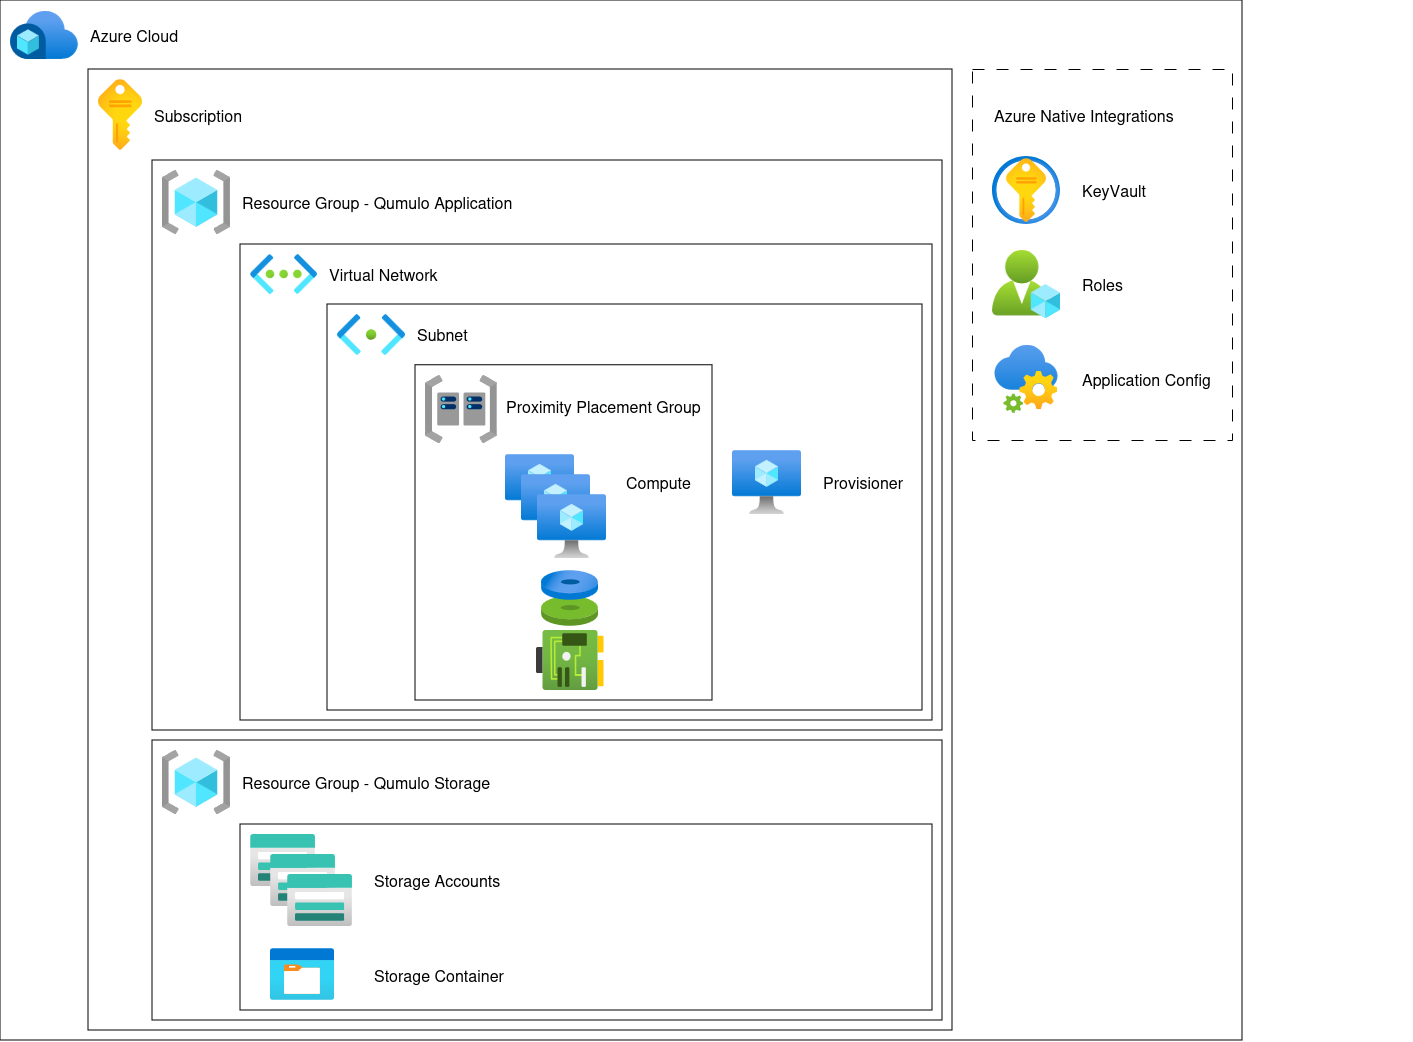 Azure Cloud
Subscription
Azure Native Integrations
KeyVault
Resource Group - Qumulo Application
Virtual Network
Roles
Subnet
Application Config
Proximity Placement Group
Compute
Provisioner
Resource Group - Qumulo Storage
Storage Accounts
Storage Container